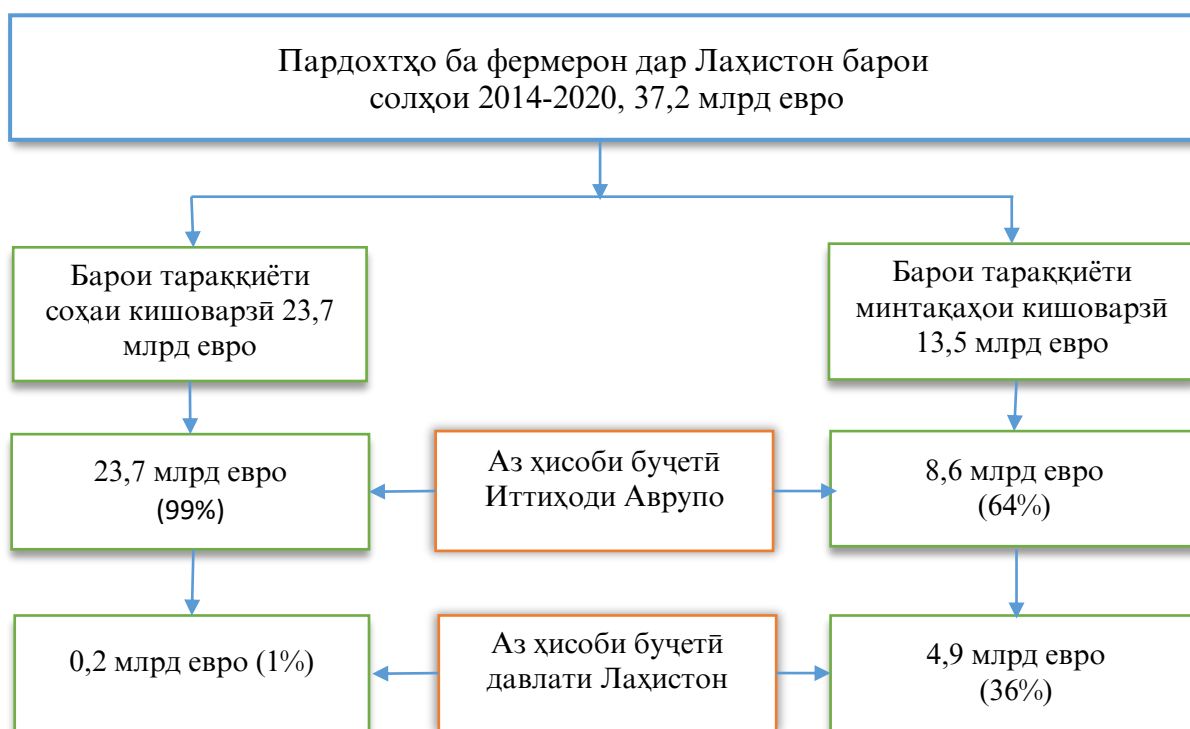 Пардохтҳо ба фермерон дар Лаҳистон барои
солҳои 2014-2020, 37,2 млрд евро
Барои тараққиёти
соҳаи кишоварзӣ 23,7
млрд евро
Барои тараққиёти
минтақаҳои кишоварзӣ
13,5 млрд евро
23,7 млрд евро
(99%)
Аз ҳисоби буҷетӣ
Иттиҳоди Аврупо
8,6 млрд евро
(64%)
0,2 млрд евро (1%)
Аз ҳисоби буҷетӣ
давлати Лаҳистон
4,9 млрд евро
(36%)